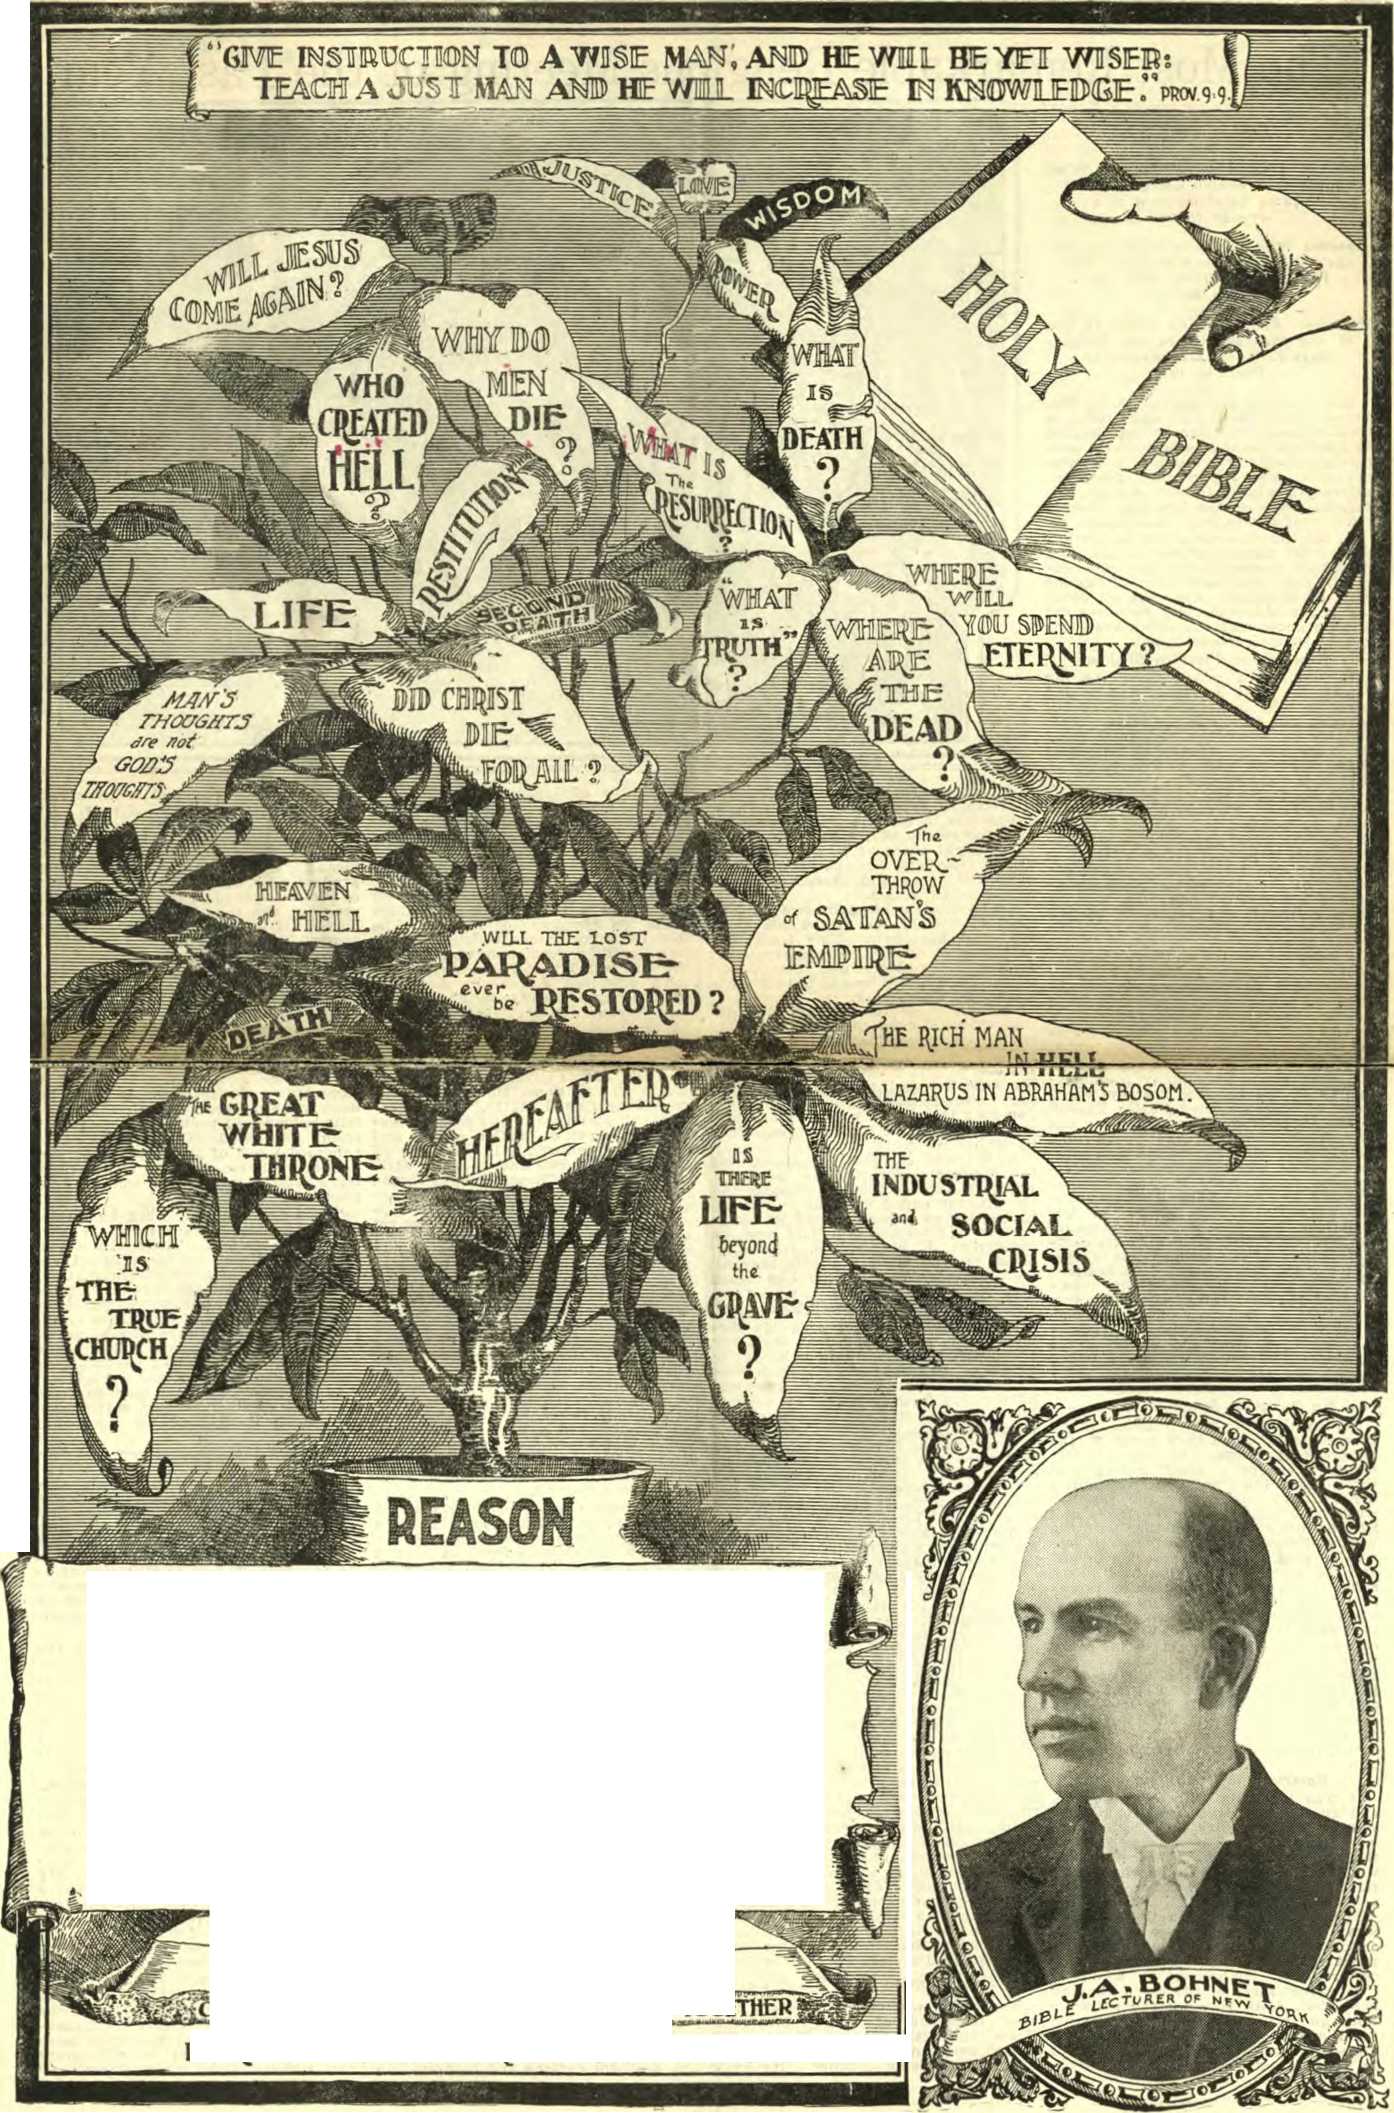 "'GIVE INSTRUCTION TO A WISE MAN', AND HE WILL BE YET WISER:
TEACH A JUST MAN AND HE WILL INCREASE IN KNOWLEDGE." PROV. 9:9.
JUSTICE
LOVE
WISDOM
POWER
WILL JESUS
COME AGAIN?
WHO
CREATED
HELL
?
WHY DO
MEN
DIE
?
WHAT IS
The
RESURRECTION
?
WHAT
IS
DEATH
?
HOLY
BIBLE
RESTITUTION
LIFE
SECOND
DEATH
"WHAT
IS
TRUTH"
?
WHERE
WILL
YOU SPEND
ETERNITY?
WHERE
ARE
THE
DEAD
?
MAN'S
THOUGHTS
are not
GOD'S
THOUGHTS
DID CHRIST
DIE
FOR ALL?
The
OVER-
THROW
of SATAN'S
EMPIRE
HEAVEN
and HELL
WILL THE LOST
PARADISE
ever
be RESTORED?
DEATH
THE RICH MAN
IN HELL
LAZARUS IN ABRAHAM'S BOSOM.
THE GREAT
WHITE
THRONE
HEREAFTER
IS
THERE
LIFE
beyond
the
GRAVE
?
THE
INDUSTRIAL
and SOCIAL
CRISIS
WHICH
IS
THE
TRUE
CHURCH
?
REASON
THER
J.A. BOHNET
BIBLE LECTURER OF NEW YORK